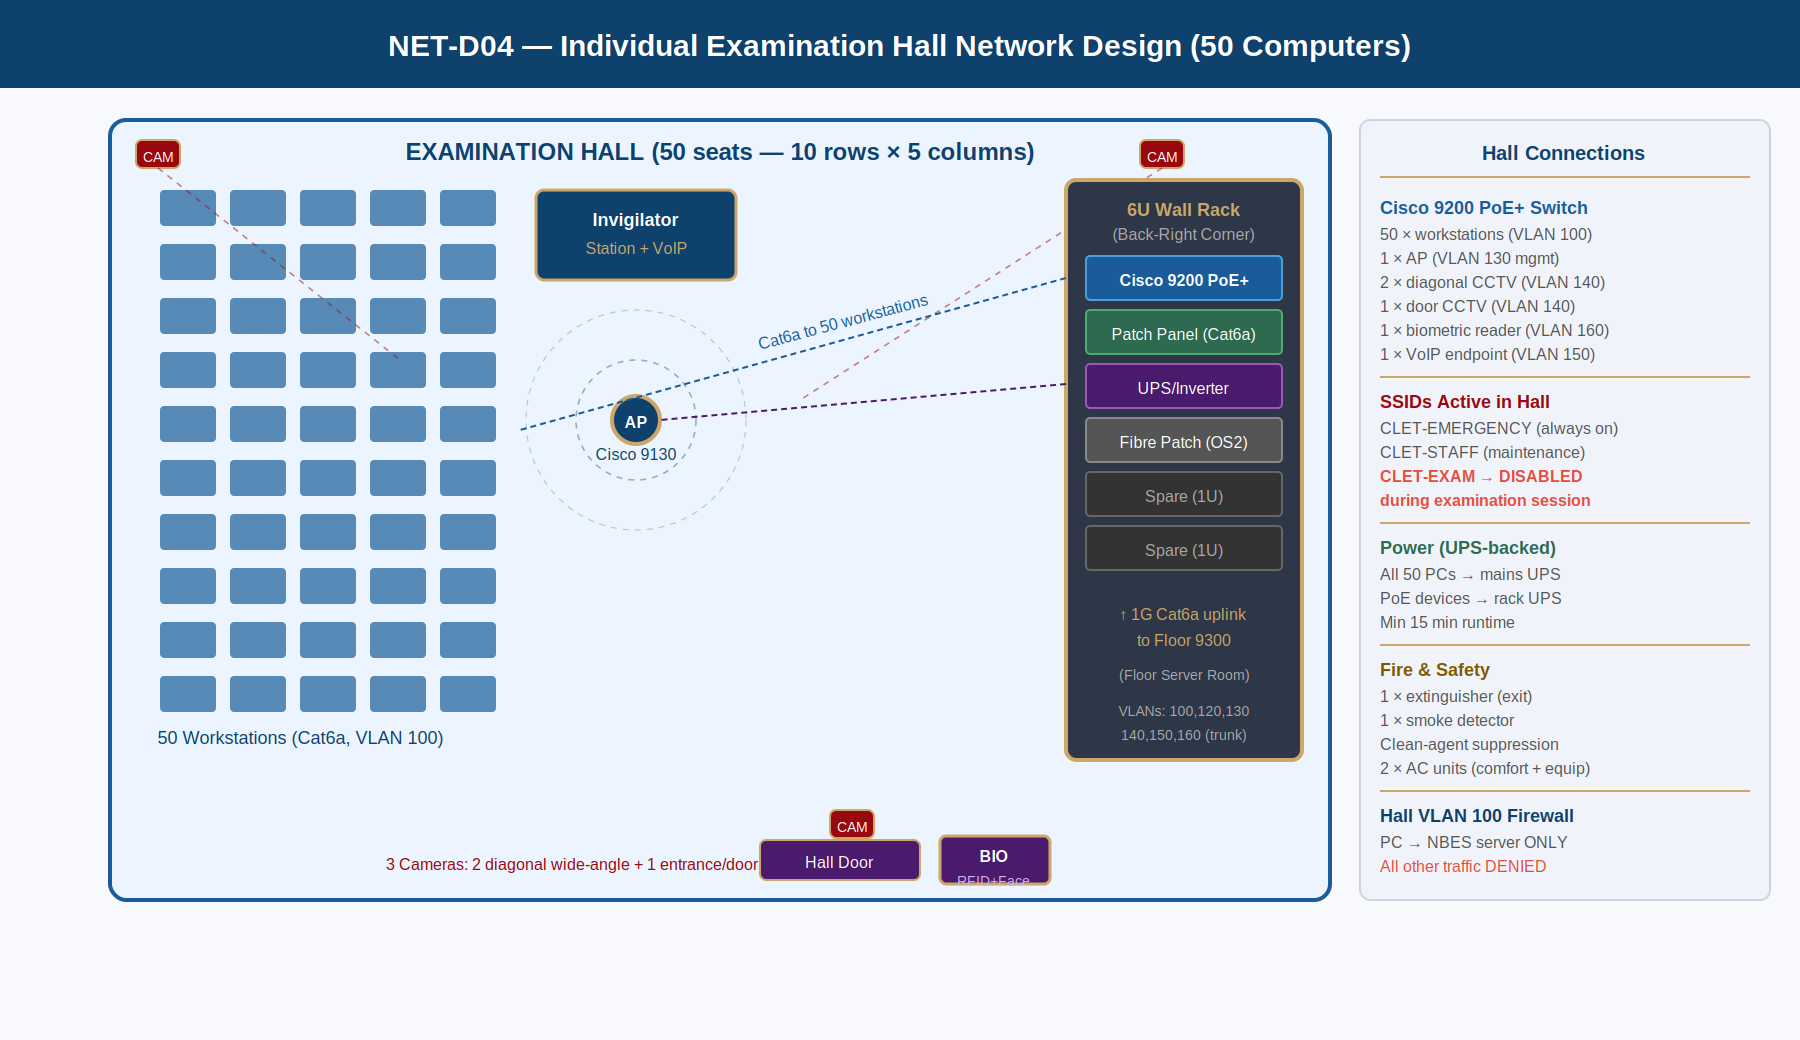 NET-D04 — Individual Examination Hall Network Design (50 Computers)
CAM
EXAMINATION HALL (50 seats — 10 rows × 5 columns)
CAM
Invigilator
Station + VoIP
Cat6a to 50 workstations
AP
Cisco 9130
50 Workstations (Cat6a, VLAN 100)
6U Wall Rack
(Back-Right Corner)
Cisco 9200 PoE+
Patch Panel (Cat6a)
UPS/Inverter
Fibre Patch (OS2)
Spare (1U)
Spare (1U)
↑ 1G Cat6a uplink
to Floor 9300
(Floor Server Room)
VLANs: 100,120,130
140,150,160 (trunk)
CAM
3 Cameras: 2 diagonal wide-angle + 1 entrance/door
Hall Door
BIO
RFID+Face
Hall Connections
Cisco 9200 PoE+ Switch
50 × workstations (VLAN 100)
1 × AP (VLAN 130 mgmt)
2 × diagonal CCTV (VLAN 140)
1 × door CCTV (VLAN 140)
1 × biometric reader (VLAN 160)
1 × VoIP endpoint (VLAN 150)
SSIDs Active in Hall
CLET-EMERGENCY (always on)
CLET-STAFF (maintenance)
CLET-EXAM → DISABLED
during examination session
Power (UPS-backed)
All 50 PCs → mains UPS
PoE devices → rack UPS
Min 15 min runtime
Fire & Safety
1 × extinguisher (exit)
1 × smoke detector
Clean-agent suppression
2 × AC units (comfort + equip)
Hall VLAN 100 Firewall
PC → NBES server ONLY
All other traffic DENIED